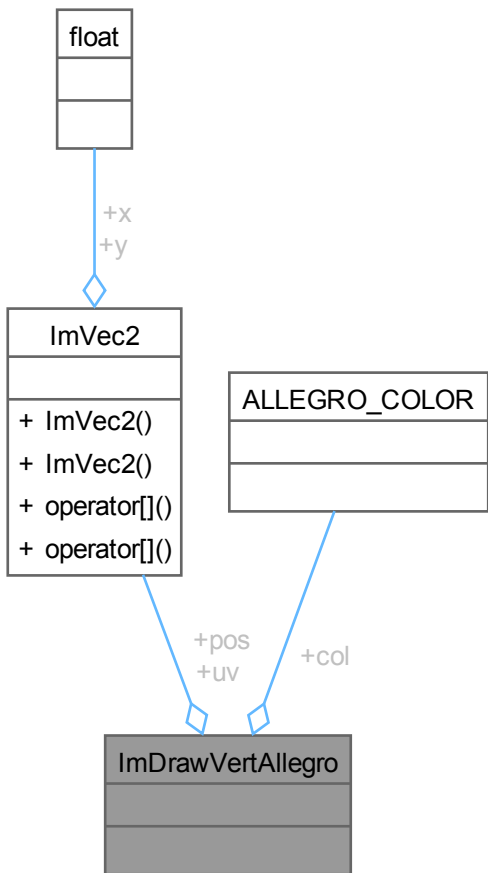 float
+x
+y
ImVec2
+ ImVec2()
+ ImVec2()
+ operator[]()
+ operator[]()
ALLEGRO_COLOR
+pos
+uv
+col
ImDrawVertAllegro